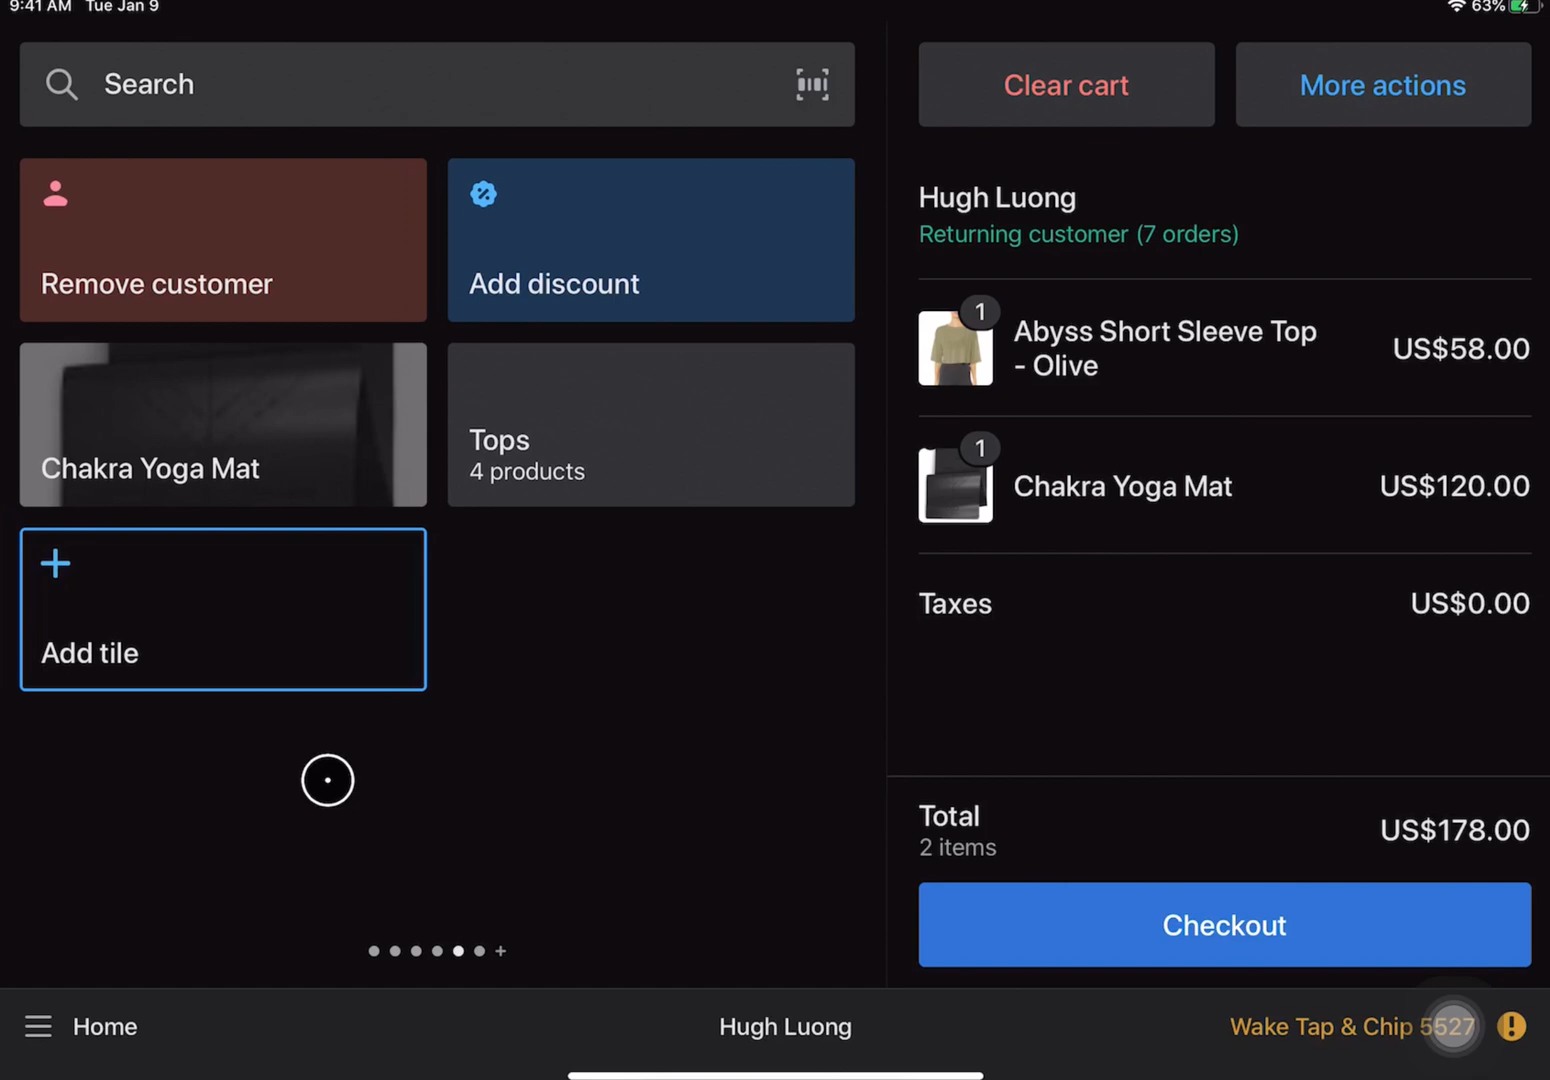 9:41 AM Tue Jan 9
63%
Search
Clear cart
More actions
Remove customer
Add discount
Chakra Yoga Mat
Tops
4 products
+
Add tile
+
Hugh Luong
Returning customer (7 orders)
1
Abyss Short Sleeve Top
- Olive
US$58.00
1
Chakra Yoga Mat
US$120.00
Taxes
US$0.00
Total
2 items
US$178.00
Checkout
Home
Hugh Luong
Wake Tap & Chip 5527